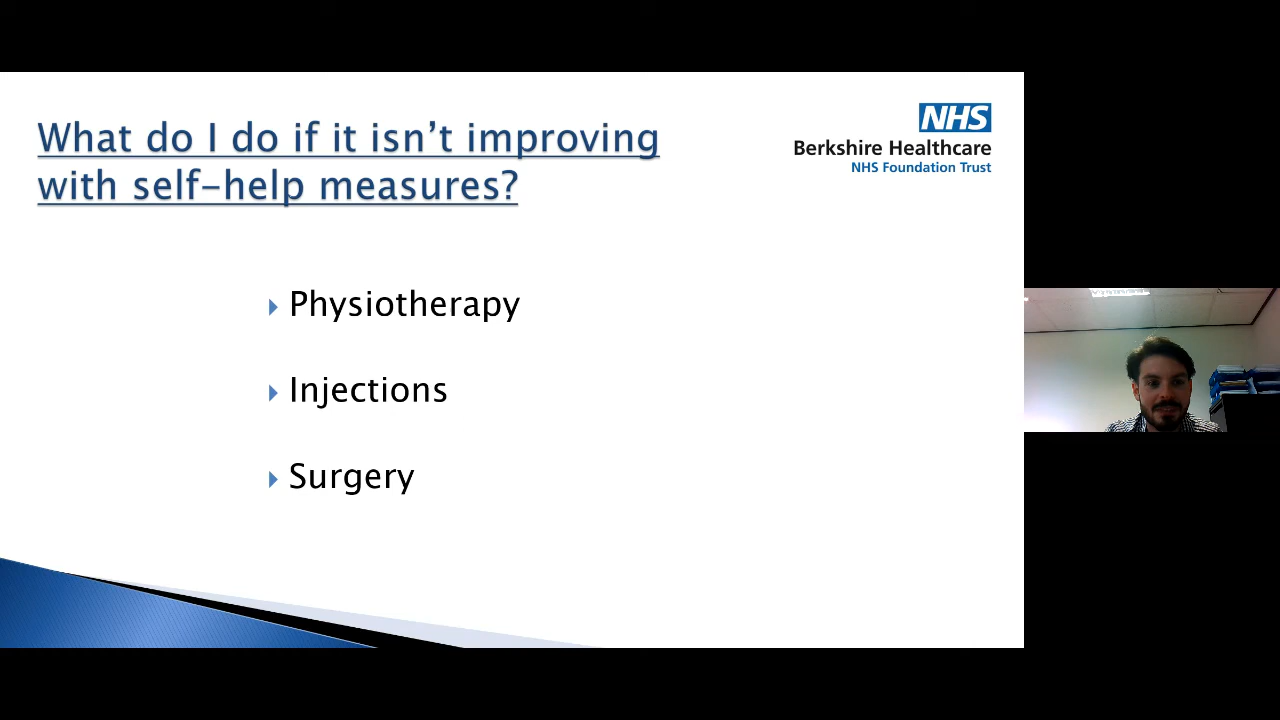 What do I do if it isn’t improving
with self-help measures?
NHS
Berkshire Healthcare
NHS Foundation Trust
Physiotherapy
Injections
Surgery